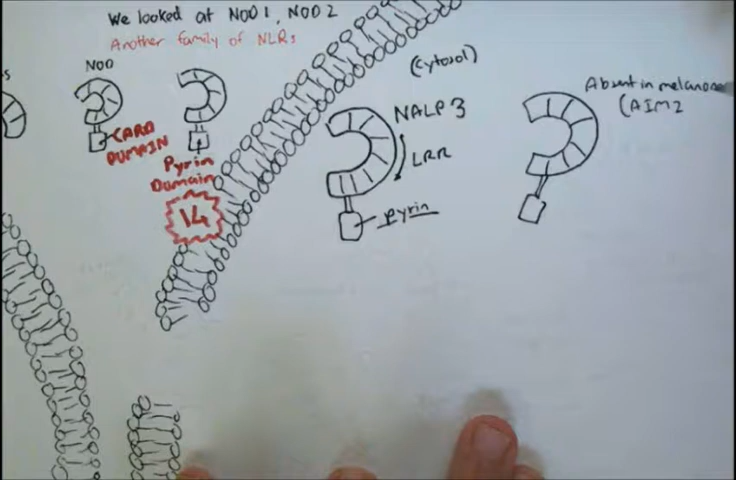 We looked at NOD1, NOD2
Another family of NLRs
(cytosol)
s
NOD
CARD
DOMAIN
Pyrin
Domain
14
NALP3
LRR
pyrin
Absent in melanoma
(AIM2